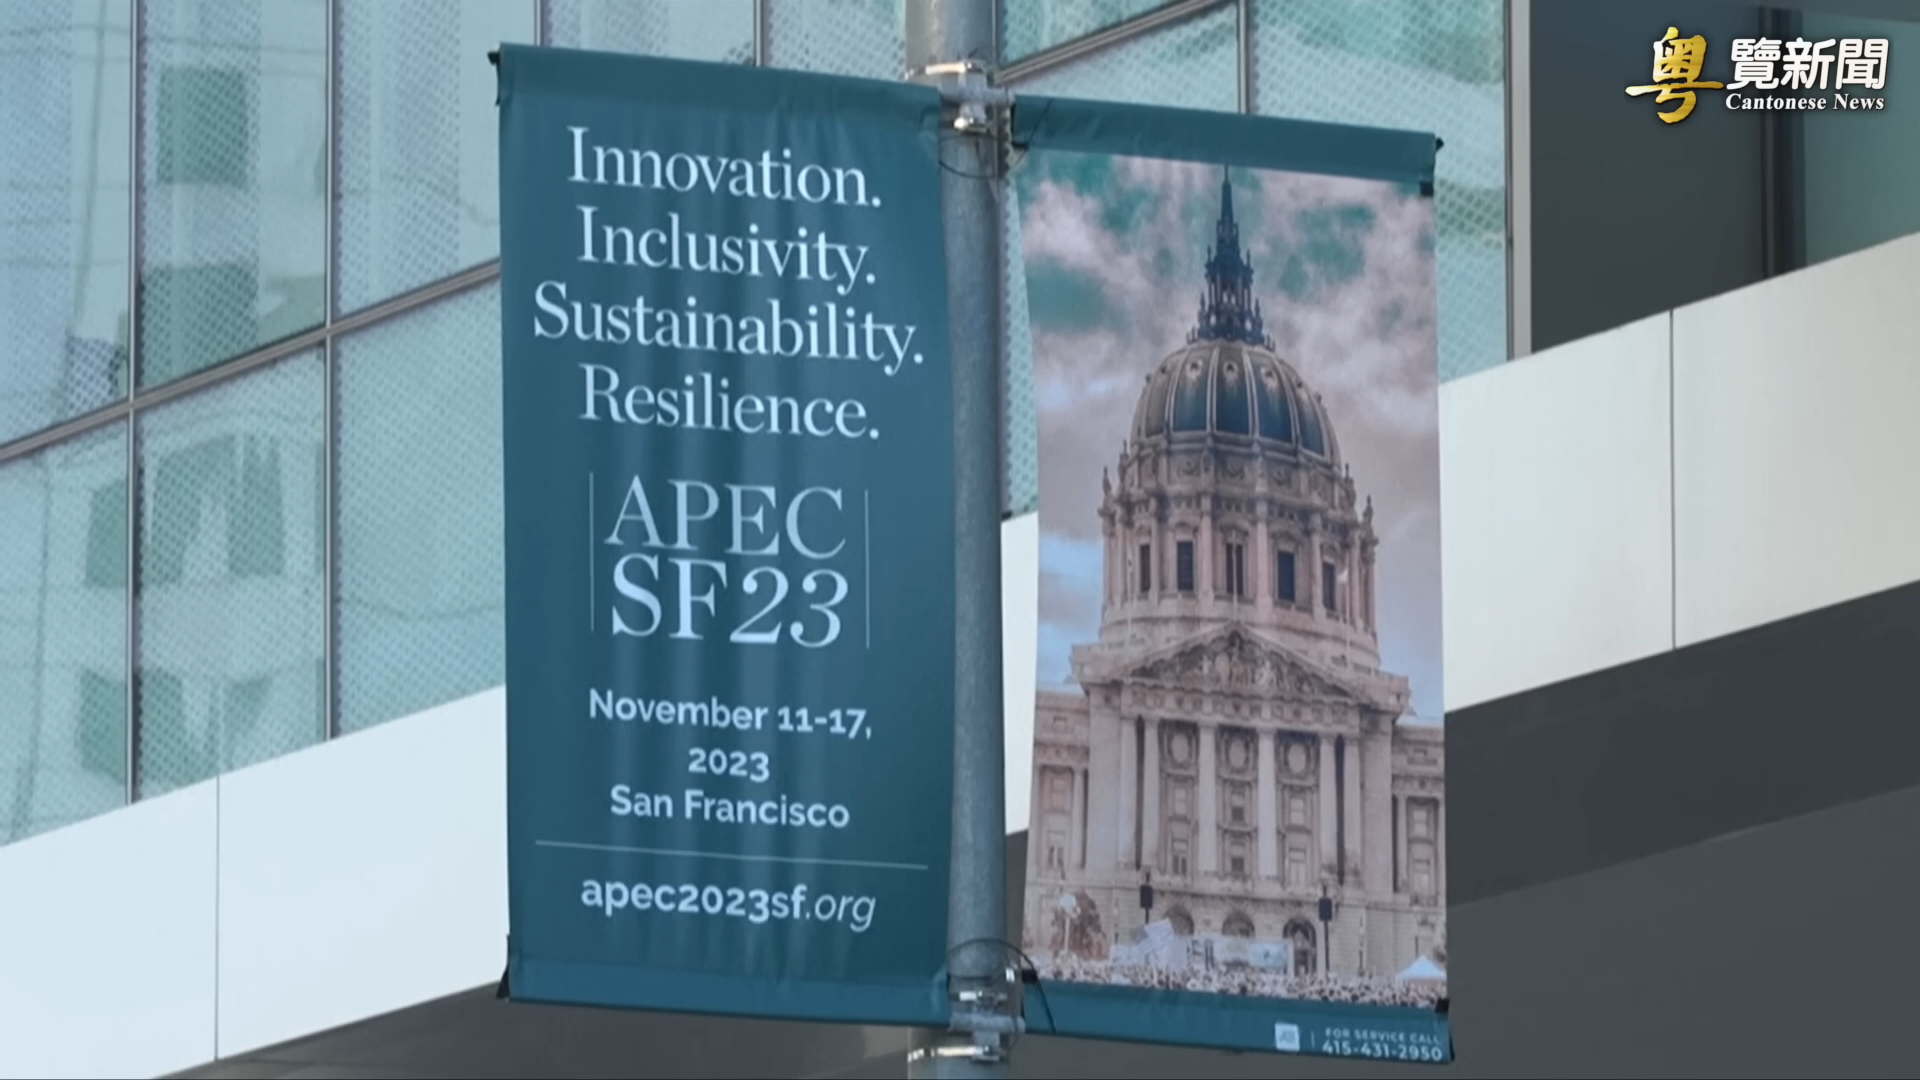 粤覽新聞
Cantonese News
Innovation.
Inclusivity.
Sustainability.
Resilience.
APEC
SF23
November 11-17,
2023
San Francisco
apec2023sf.org
FOR SERVICE CALL
415-431-2950